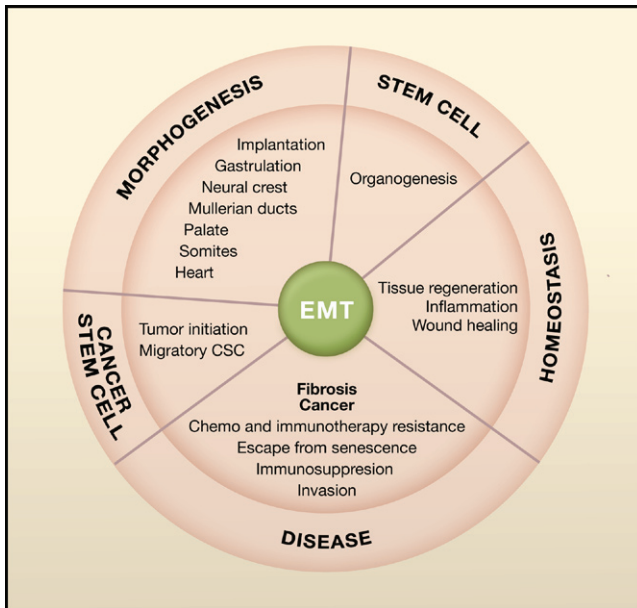 MORPHOGENESIS
Implantation
Gastrulation
Neural crest
Mullerian ducts
Palate
Somites
Heart
STEM CELL
Organogenesis
HOMEOSTASIS
Tissue regeneration
Inflammation
Wound healing
EMT
CANCER
STEM CELL
Tumor initiation
Migratory CSC
Fibrosis
Cancer
Chemo and immunotherapy resistance
Escape from senescence
Immunosuppresion
Invasion
DISEASE